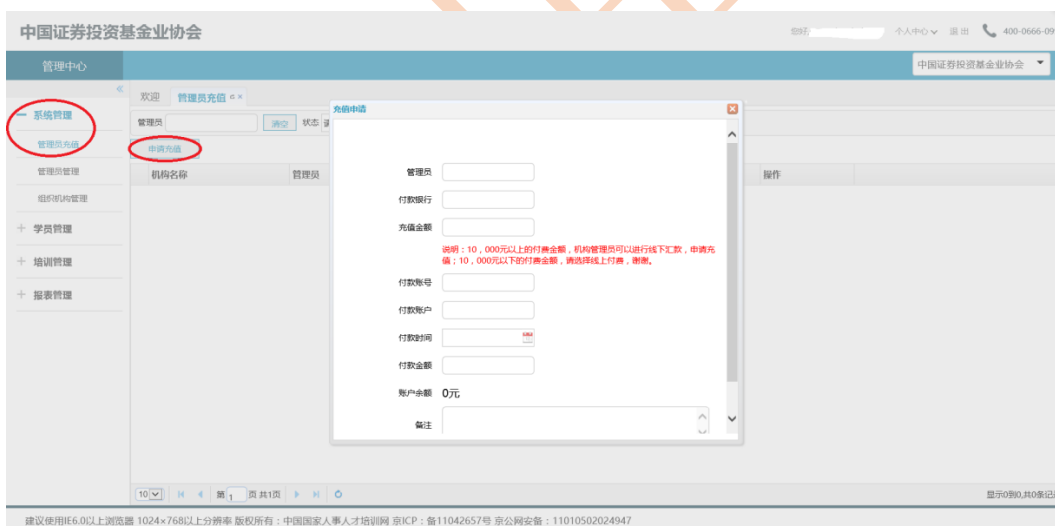 中国证券投资基金业协会
您好,
个人中心 退出 400-0666-09
管理中心
中国证券投资基金业协会
欢迎 管理员充值
系统管理
管理员充值
管理员管理
组织机构管理
学员管理
培训管理
报表管理
管理员 清空 状态
申请充值
机构名称 管理员 操作
充值申请
管理员
付款银行
充值金额
说明:10,000元以上的付费金额,机构管理员可以进行线下汇款,申请充
值;10,000元以下的付费金额,请选择线上付费,谢谢。
付款账号
付款账户
付款时间
付款金额
账户余额 0元
备注
10 第 1 页 共1页
显示0到0,共0条记
建议使用IE6.0以上浏览器 1024×768以上分辨率 版权所有:中国国家人事人才培训网 京ICP:备11042657号 京公网安备:11010502024947